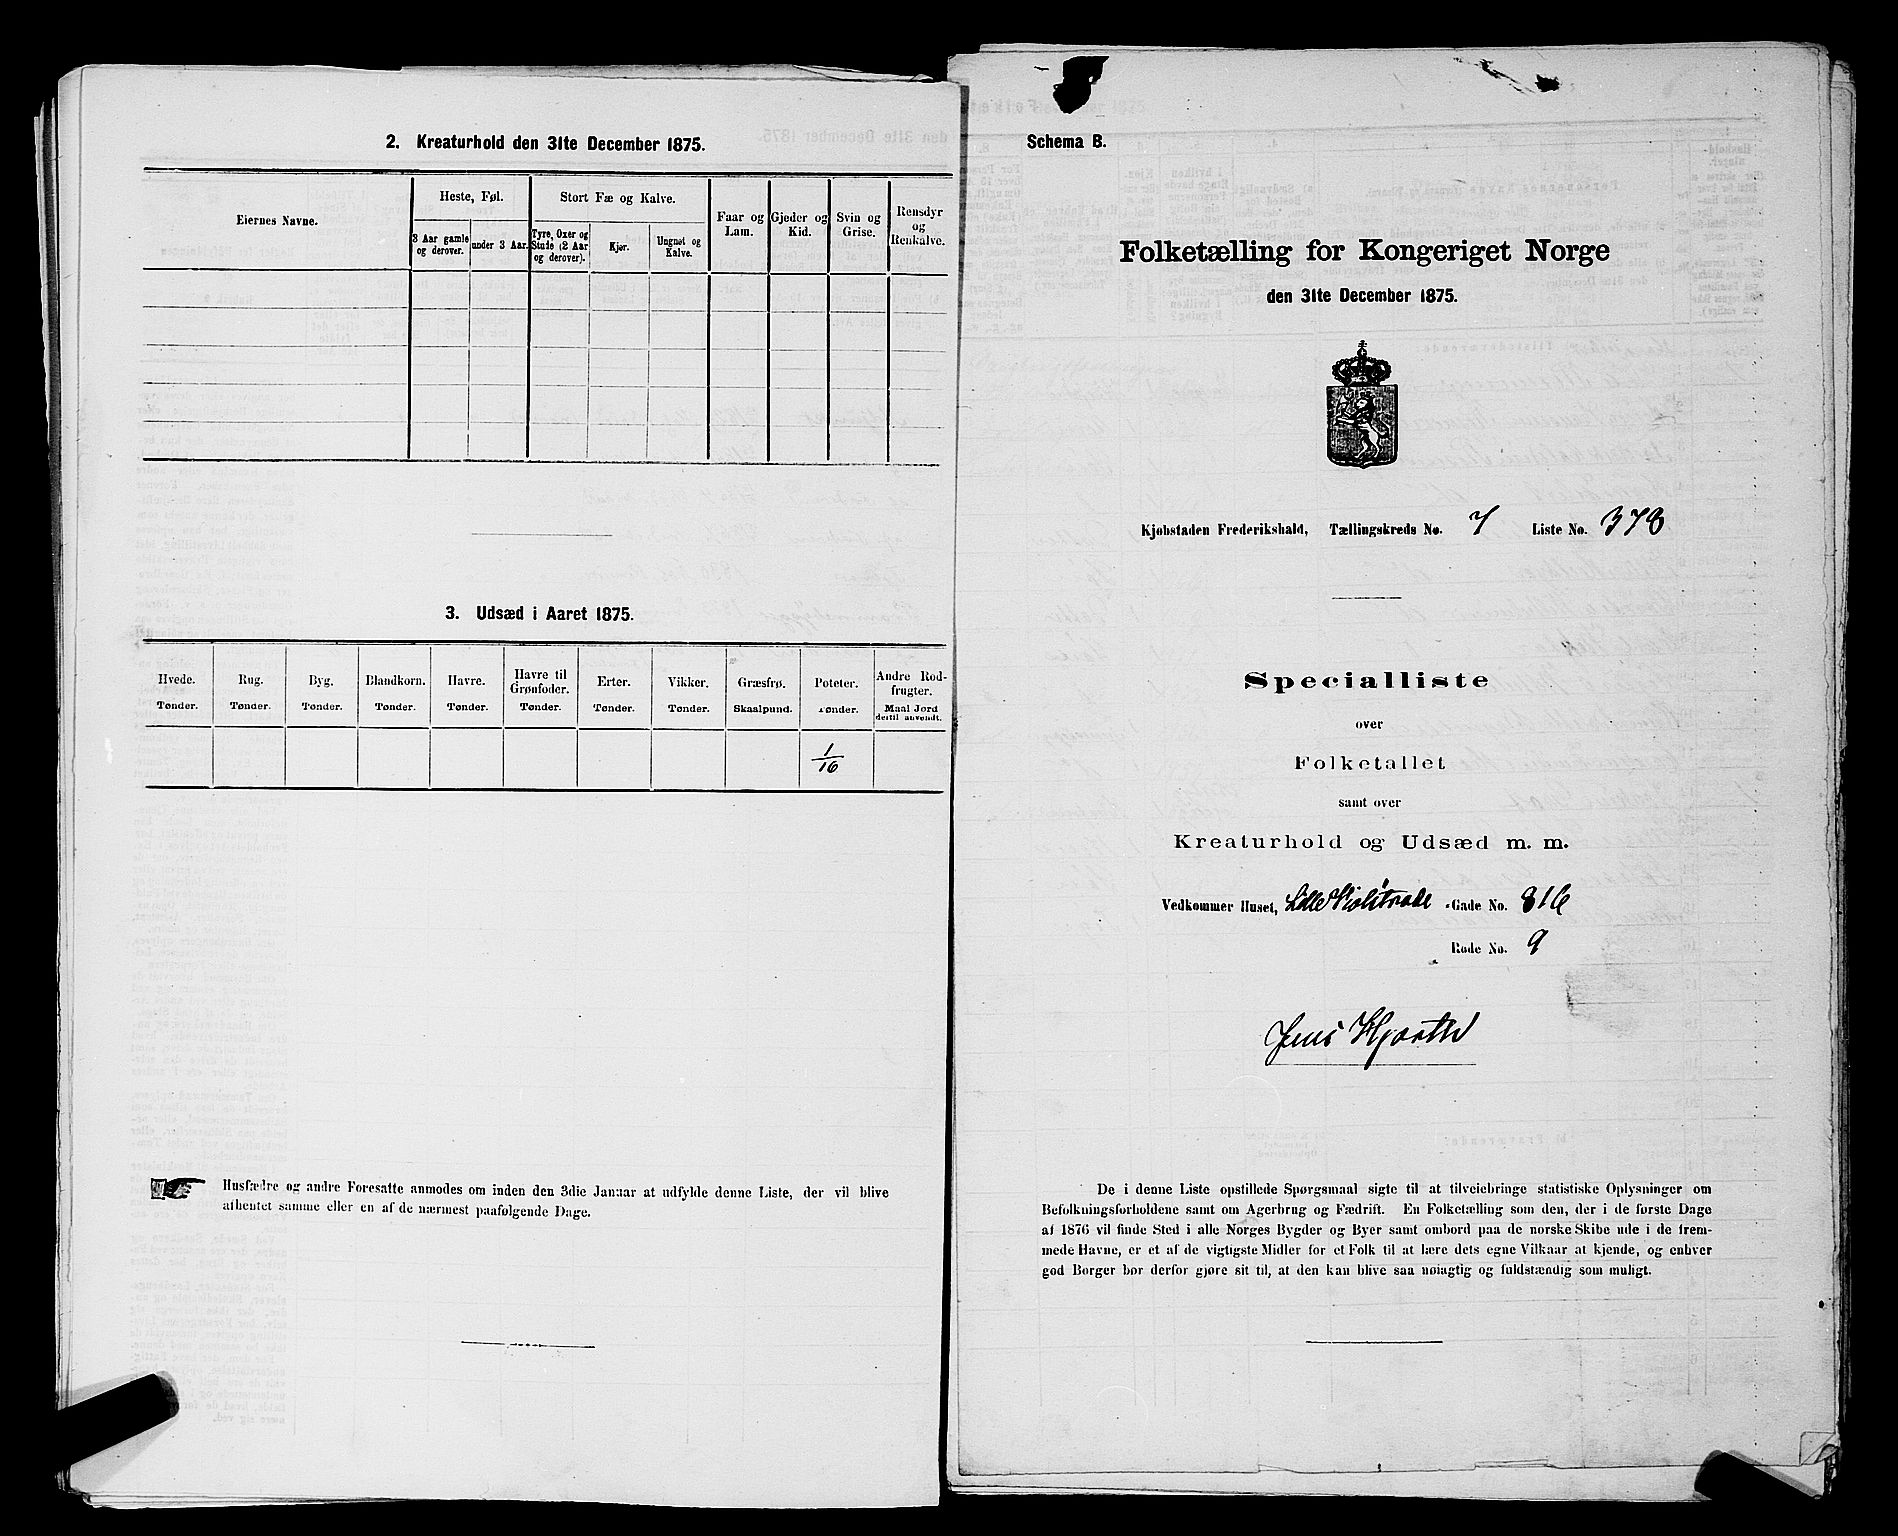 2. Kreaturhold den 31te December 1875.
Eiernes Navne.
Heste, Føl.
Stort Fæ og Kalve.
Faar og Lam.
Gjeder og Kid.
Svin og Grise.
Rensdyr og Renkalve.
3 Aar gamle og derover.
under 3 Aar.
Tyre, Oxer og Stude (2 Aar og derover).
Kjør.
Ungnøt og Kalve.
3. Udsæd i Aaret 1875.
Hvede. Rug. Byg. Blandkorn. Havre. Havre til Grønfoder. Erter. Vikker. Græsfrø. Poteter. Andre Rodfrugter.
Tønder. Tønder. Tønder. Tønder. Tønder. Tønder. Tønder. Tønder. Skaalpund. Tønder. Maal Jord dertil anvendt.
1/16
Husfædre og andre Foresatte anmodes om inden den 3die Januar at udfylde denne Liste, der vil blive
afhentet samme eller en af de nærmest paafølgende Dage.
Schema B.
Folketælling for Kongeriget Norge
den 31te December 1875.
Kjøbstaden Frederikshald, Tællingskreds No. 7 Liste No. 378
Specialliste
over
Folketallet
samt over
Kreaturhold og Udsæd m. m.
Vedkommer Huset, Lille -Gade No. 816
Rode No. 9
Jens Hjorth
De i denne Liste opstillede Spørgsmaal sigte til at tilveiebringe statistiske Oplysninger om
Befolkningsforholdene samt om Agerbrug og Fædrift. En Folketælling som den, der i de første Dage
af 1876 vil finde Sted i alle Norges Bygder og Byer samt ombord paa de norske Skibe ude i de frem-
mede Havne, er et af de vigtigste Midler for et Folk til at lære dets egne Vilkaar at kjende, og enhver
god Borger bør derfor gjøre sit til, at den kan blive saa nøiagtig og fuldstændig som muligt.